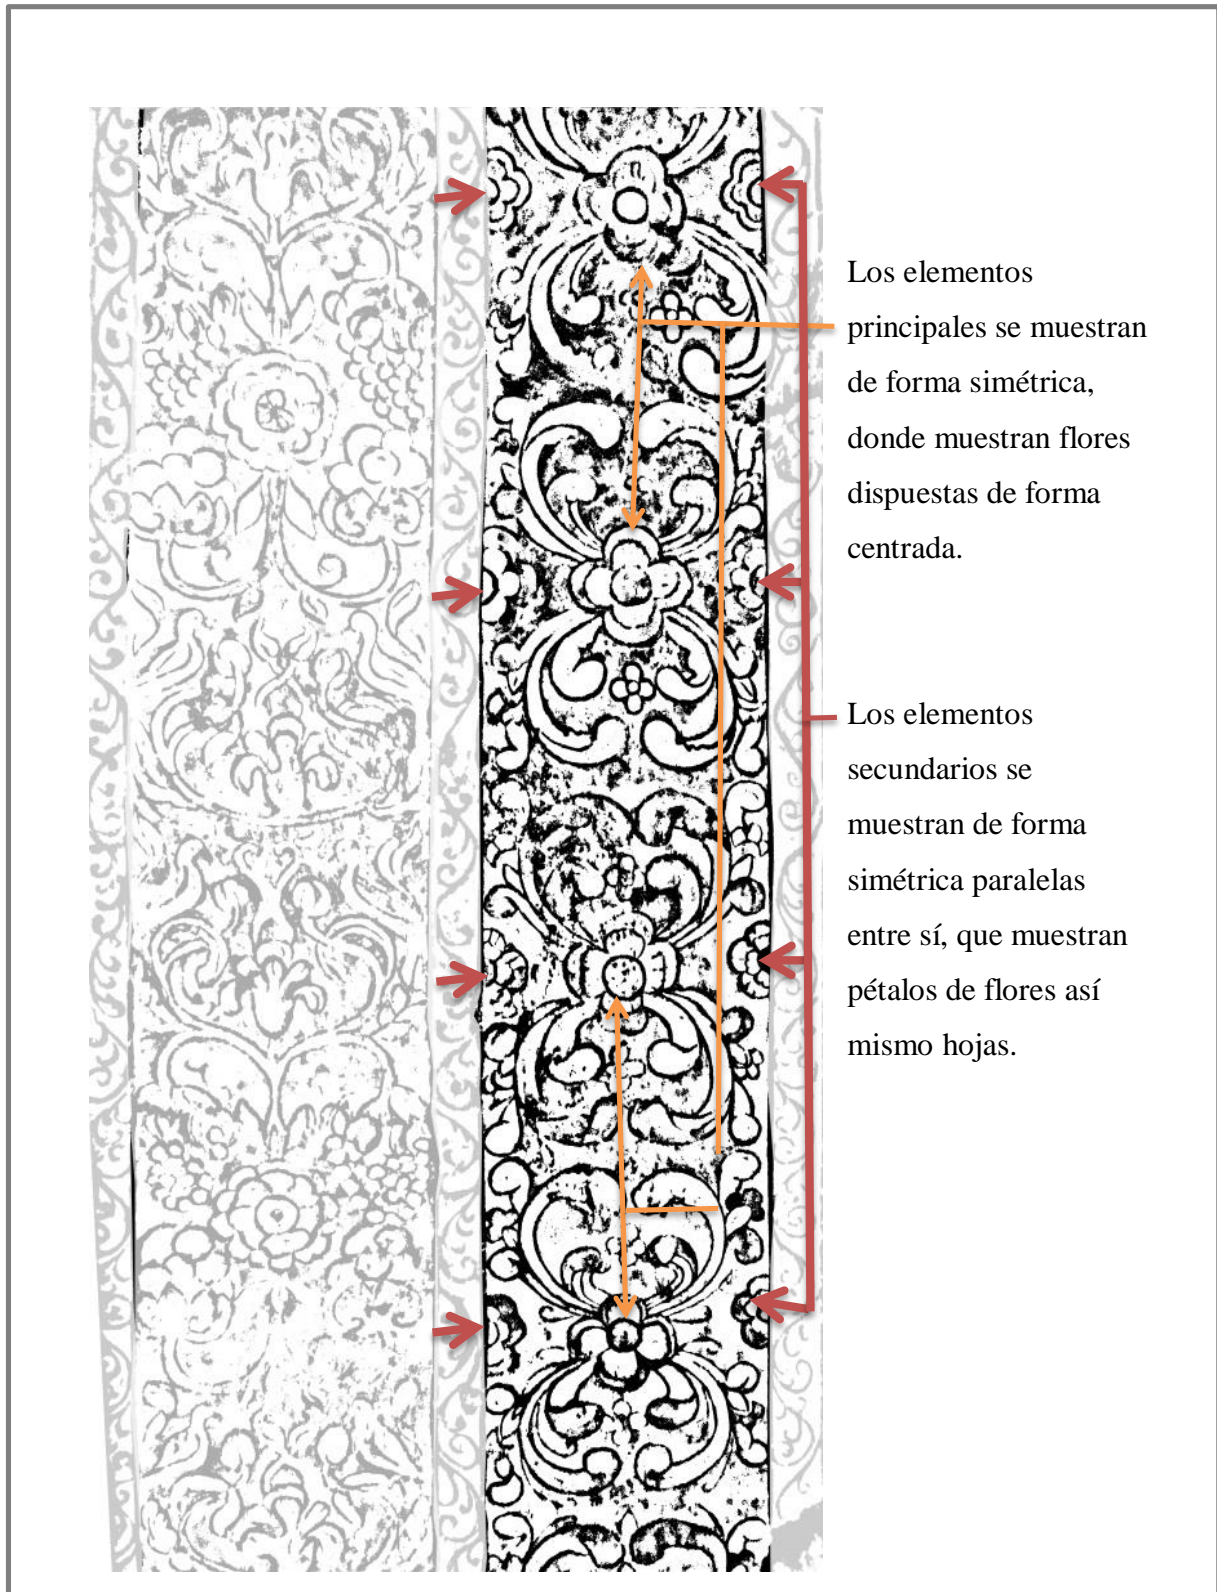 Los elementos
principales se muestran
de forma simétrica,
donde muestran flores
dispuestas de forma
centrada.
Los elementos
secundarios se
muestran de forma
simétrica paralelas
entre sí, que muestran
pétalos de flores así
mismo hojas.